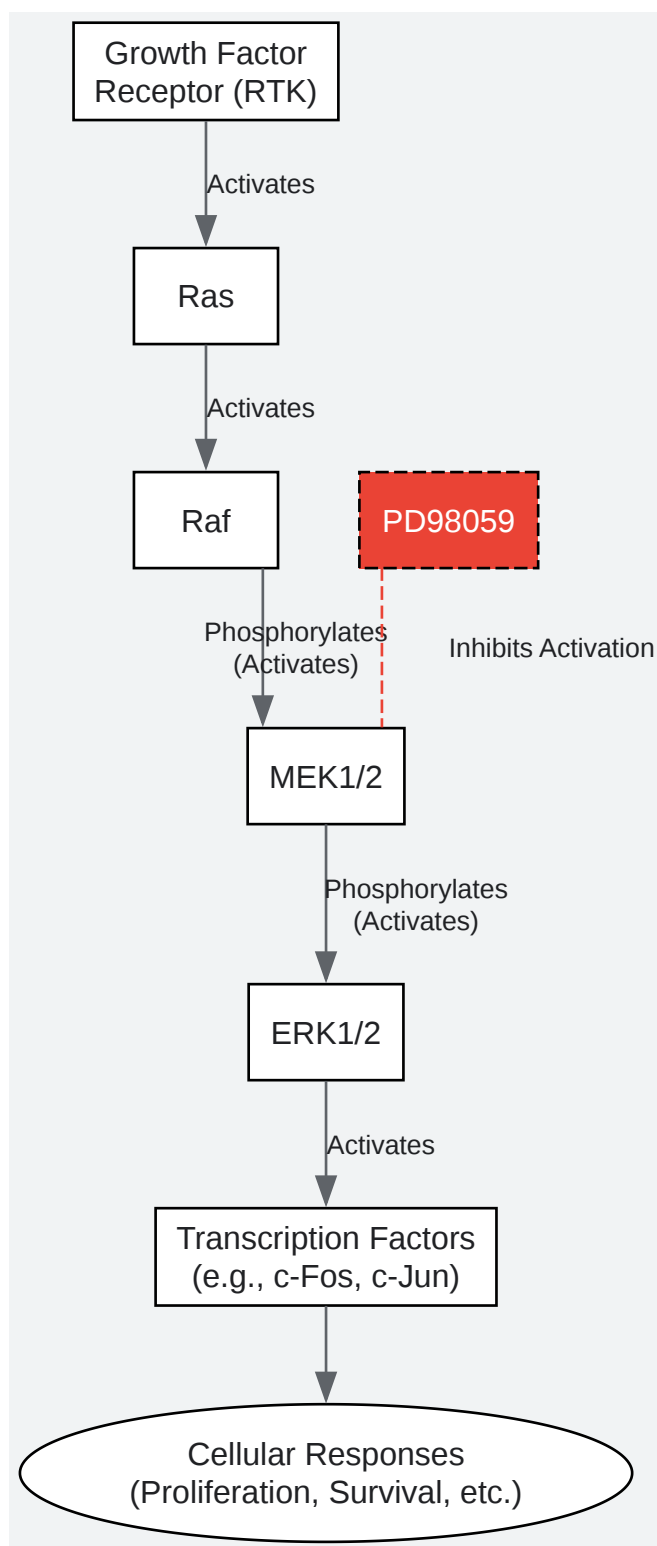 Growth Factor
Receptor (RTK)
Activates
Ras
Activates
Raf
PD98059
Phosphorylates
(Activates)
Inhibits Activation
MEK1/2
Phosphorylates
(Activates)
ERK1/2
Activates
Transcription Factors
(e.g., c-Fos, c-Jun)
Cellular Responses
(Proliferation, Survival, etc.)